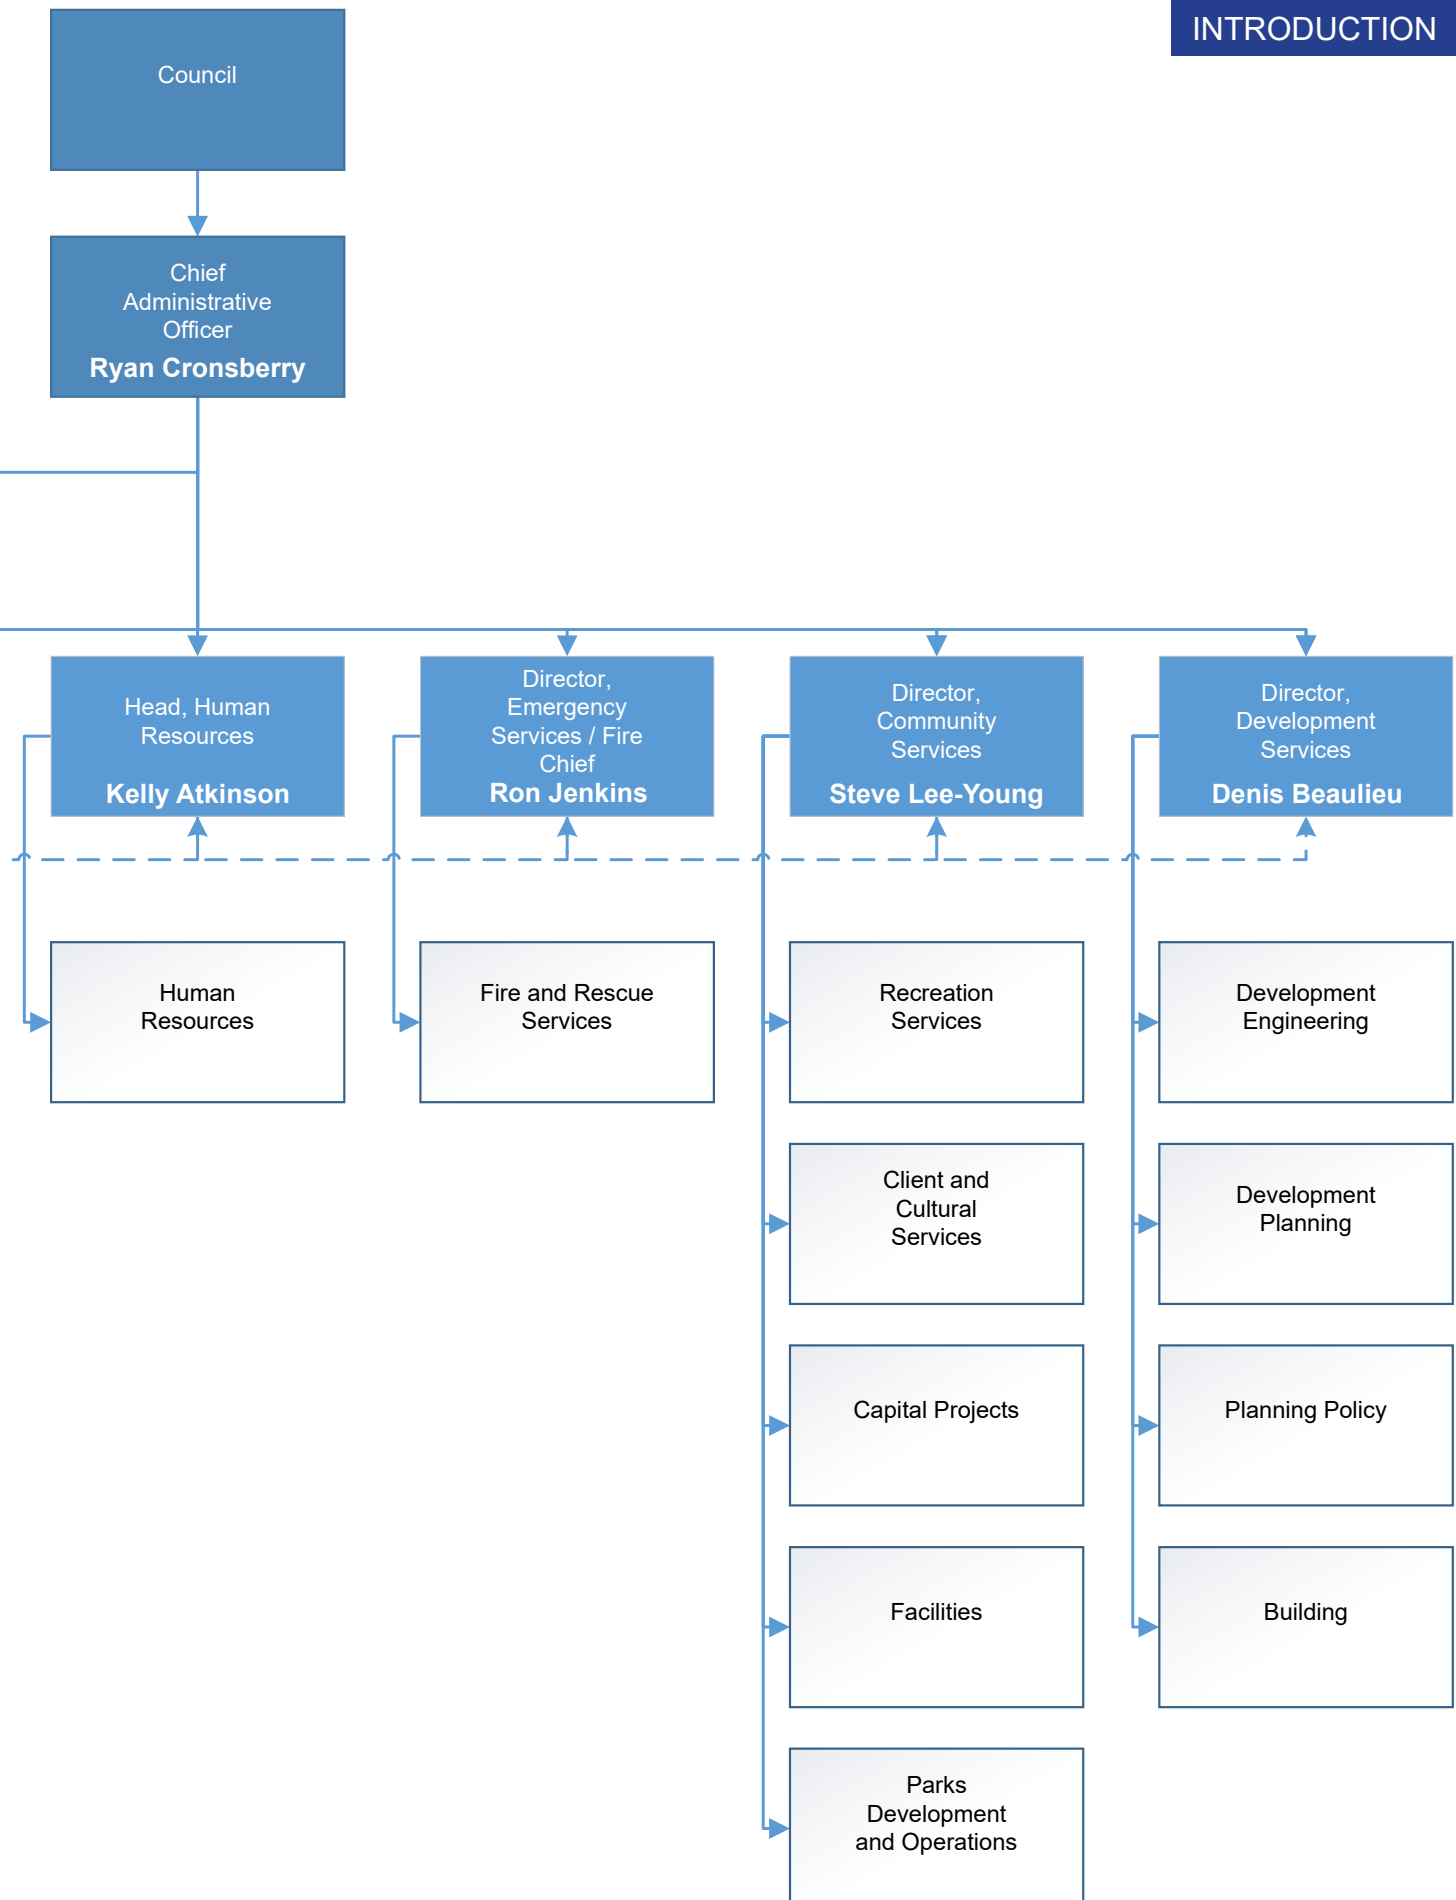 INTRODUCTION
Council
Chief
Administrative
Officer
Ryan Cronsberry
Head, Human
Resources
Kelly Atkinson
Director,
Emergency
Services / Fire
Chief
Ron Jenkins
Director,
Community
Services
Steve Lee-Young
Director,
Development
Services
Denis Beaulieu
Human
Resources
Fire and Rescue
Services
Recreation
Services
Development
Engineering
Client and
Cultural
Services
Development
Planning
Capital Projects
Planning Policy
Facilities
Building
Parks
Development
and Operations